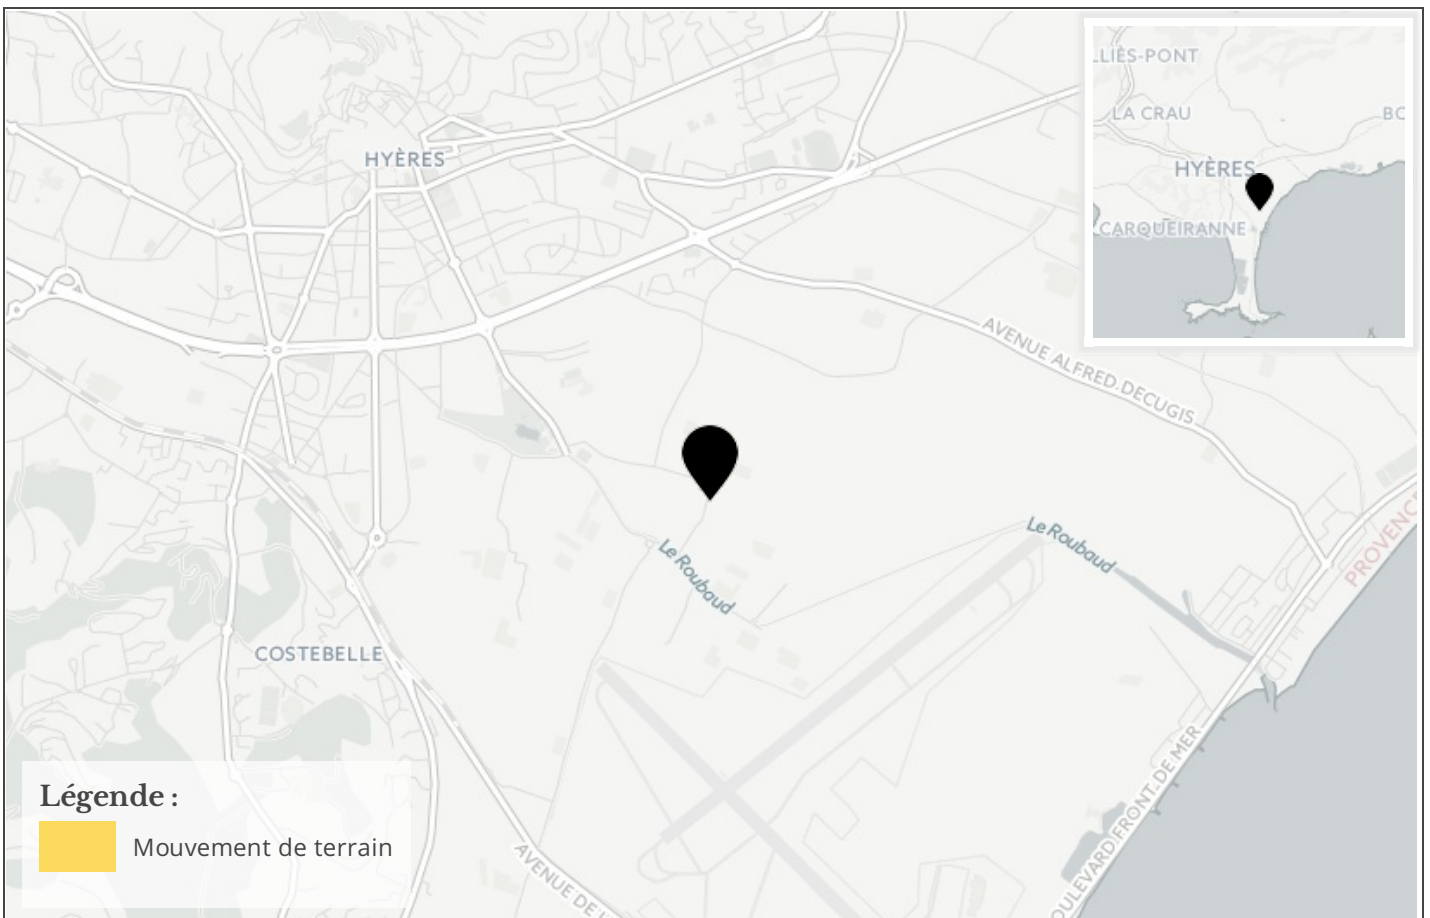 LLIÈS-PONT
LA CRAU
BO
HYÈRES
CARQUEIRANNE
HYÈRES
AVENUE ALFRED DECUGIS
Le Roubaud
Le Roubaud
PROVENC
COSTEBELLE
OULEVARD FRONT DE MER
AVENUE DE L'
Légende :
Mouvement de terrain